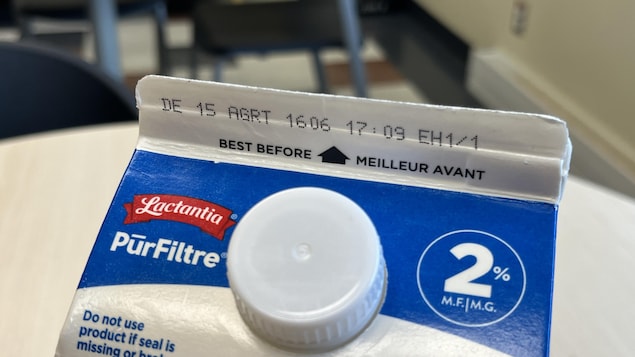 DE 15 AGRT 1606 17:09 EH1/1
BEST BEFORE MEILLEUR AVANT
Lactantia®
PūrFiltre®
2%
M.F. | M.G.
Do not use
product if seal is
missing or